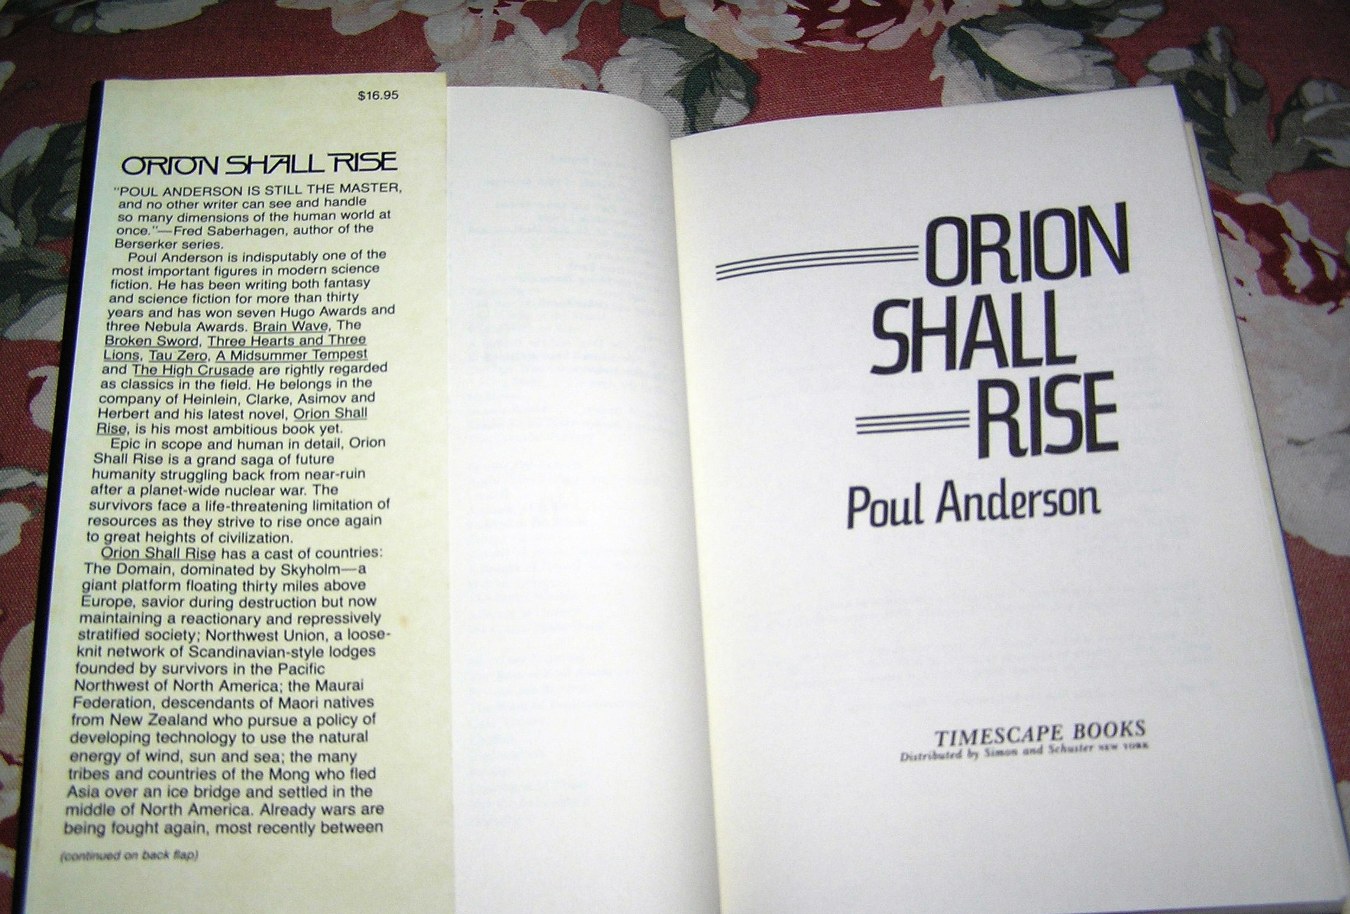 $16.95
ORION SHALL RISE
"POUL ANDERSON IS STILL THE MASTER,
and no other writer can see and handle
so many dimensions of the human world at
once."—Fred Saberhagen, author of the
Berserker series.
Poul Anderson is indisputably one of the
most important figures in modern science
fiction. He has been writing both fantasy
and science fiction for more than thirty
years and has won seven Hugo Awards and
three Nebula Awards. Brain Wave, The
Broken Sword, Three Hearts and Three
Lions, Tau Zero, A Midsummer Tempest
and The High Crusade are rightly regarded
as classics in the field. He belongs in the
company of Heinlein, Clarke, Asimov and
Herbert and his latest novel, Orion Shall
Rise, is his most ambitious book yet.
Epic in scope and human in detail, Orion
Shall Rise is a grand saga of future
humanity struggling back from near-ruin
after a planet-wide nuclear war. The
survivors face a life-threatening limitation of
resources as they strive to rise once again
to great heights of civilization.
Orion Shall Rise has a cast of countries:
The Domain, dominated by Skyholm—a
giant platform floating thirty miles above
Europe, savior during destruction but now
maintaining a reactionary and repressively
stratified society; Northwest Union, a loose-
knit network of Scandinavian-style lodges
founded by survivors in the Pacific
Northwest of North America; the Maurai
Federation, descendants of Maori natives
from New Zealand who pursue a policy of
developing technology to use the natural
energy of wind, sun and sea; the many
tribes and countries of the Mong who fled
Asia over an ice bridge and settled in the
middle of North America. Already wars are
being fought again, most recently between
(continued on back flap)
ORION
SHALL
RISE
Poul Anderson
TIMESCAPE BOOKS
Distributed by Simon and Schuster NEW YORK